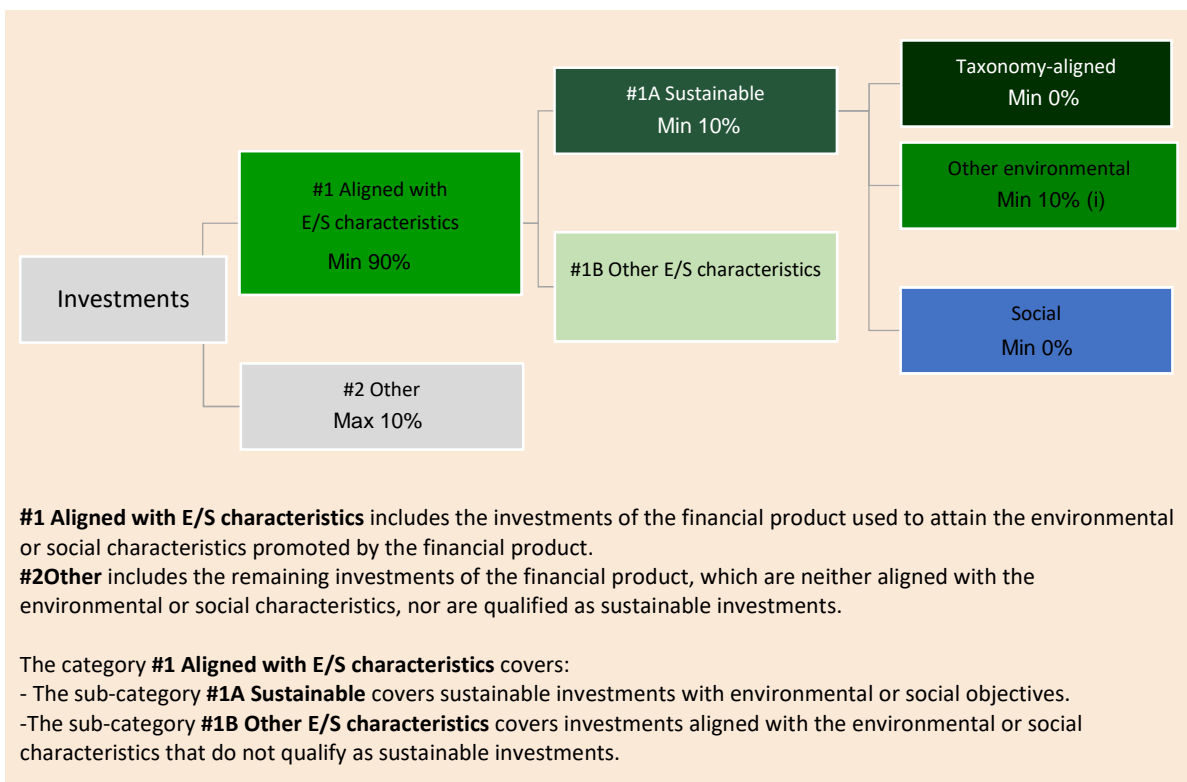 Taxonomy-aligned
Min 0%
#1A Sustainable
Min 10%
Other environmental
Min 10% (i)
#1 Aligned with
E/S characteristics
Min 90%
#1B Other E/S characteristics
Investments
Social
Min 0%
#2 Other
Max 10%
#1 Aligned with E/S characteristics includes the investments of the financial product used to attain the environmental
or social characteristics promoted by the financial product.
#2Other includes the remaining investments of the financial product, which are neither aligned with the
environmental or social characteristics, nor are qualified as sustainable investments.
The category #1 Aligned with E/S characteristics covers:
- The sub-category #1A Sustainable covers sustainable investments with environmental or social objectives.
-The sub-category #1B Other E/S characteristics covers investments aligned with the environmental or social
characteristics that do not qualify as sustainable investments.